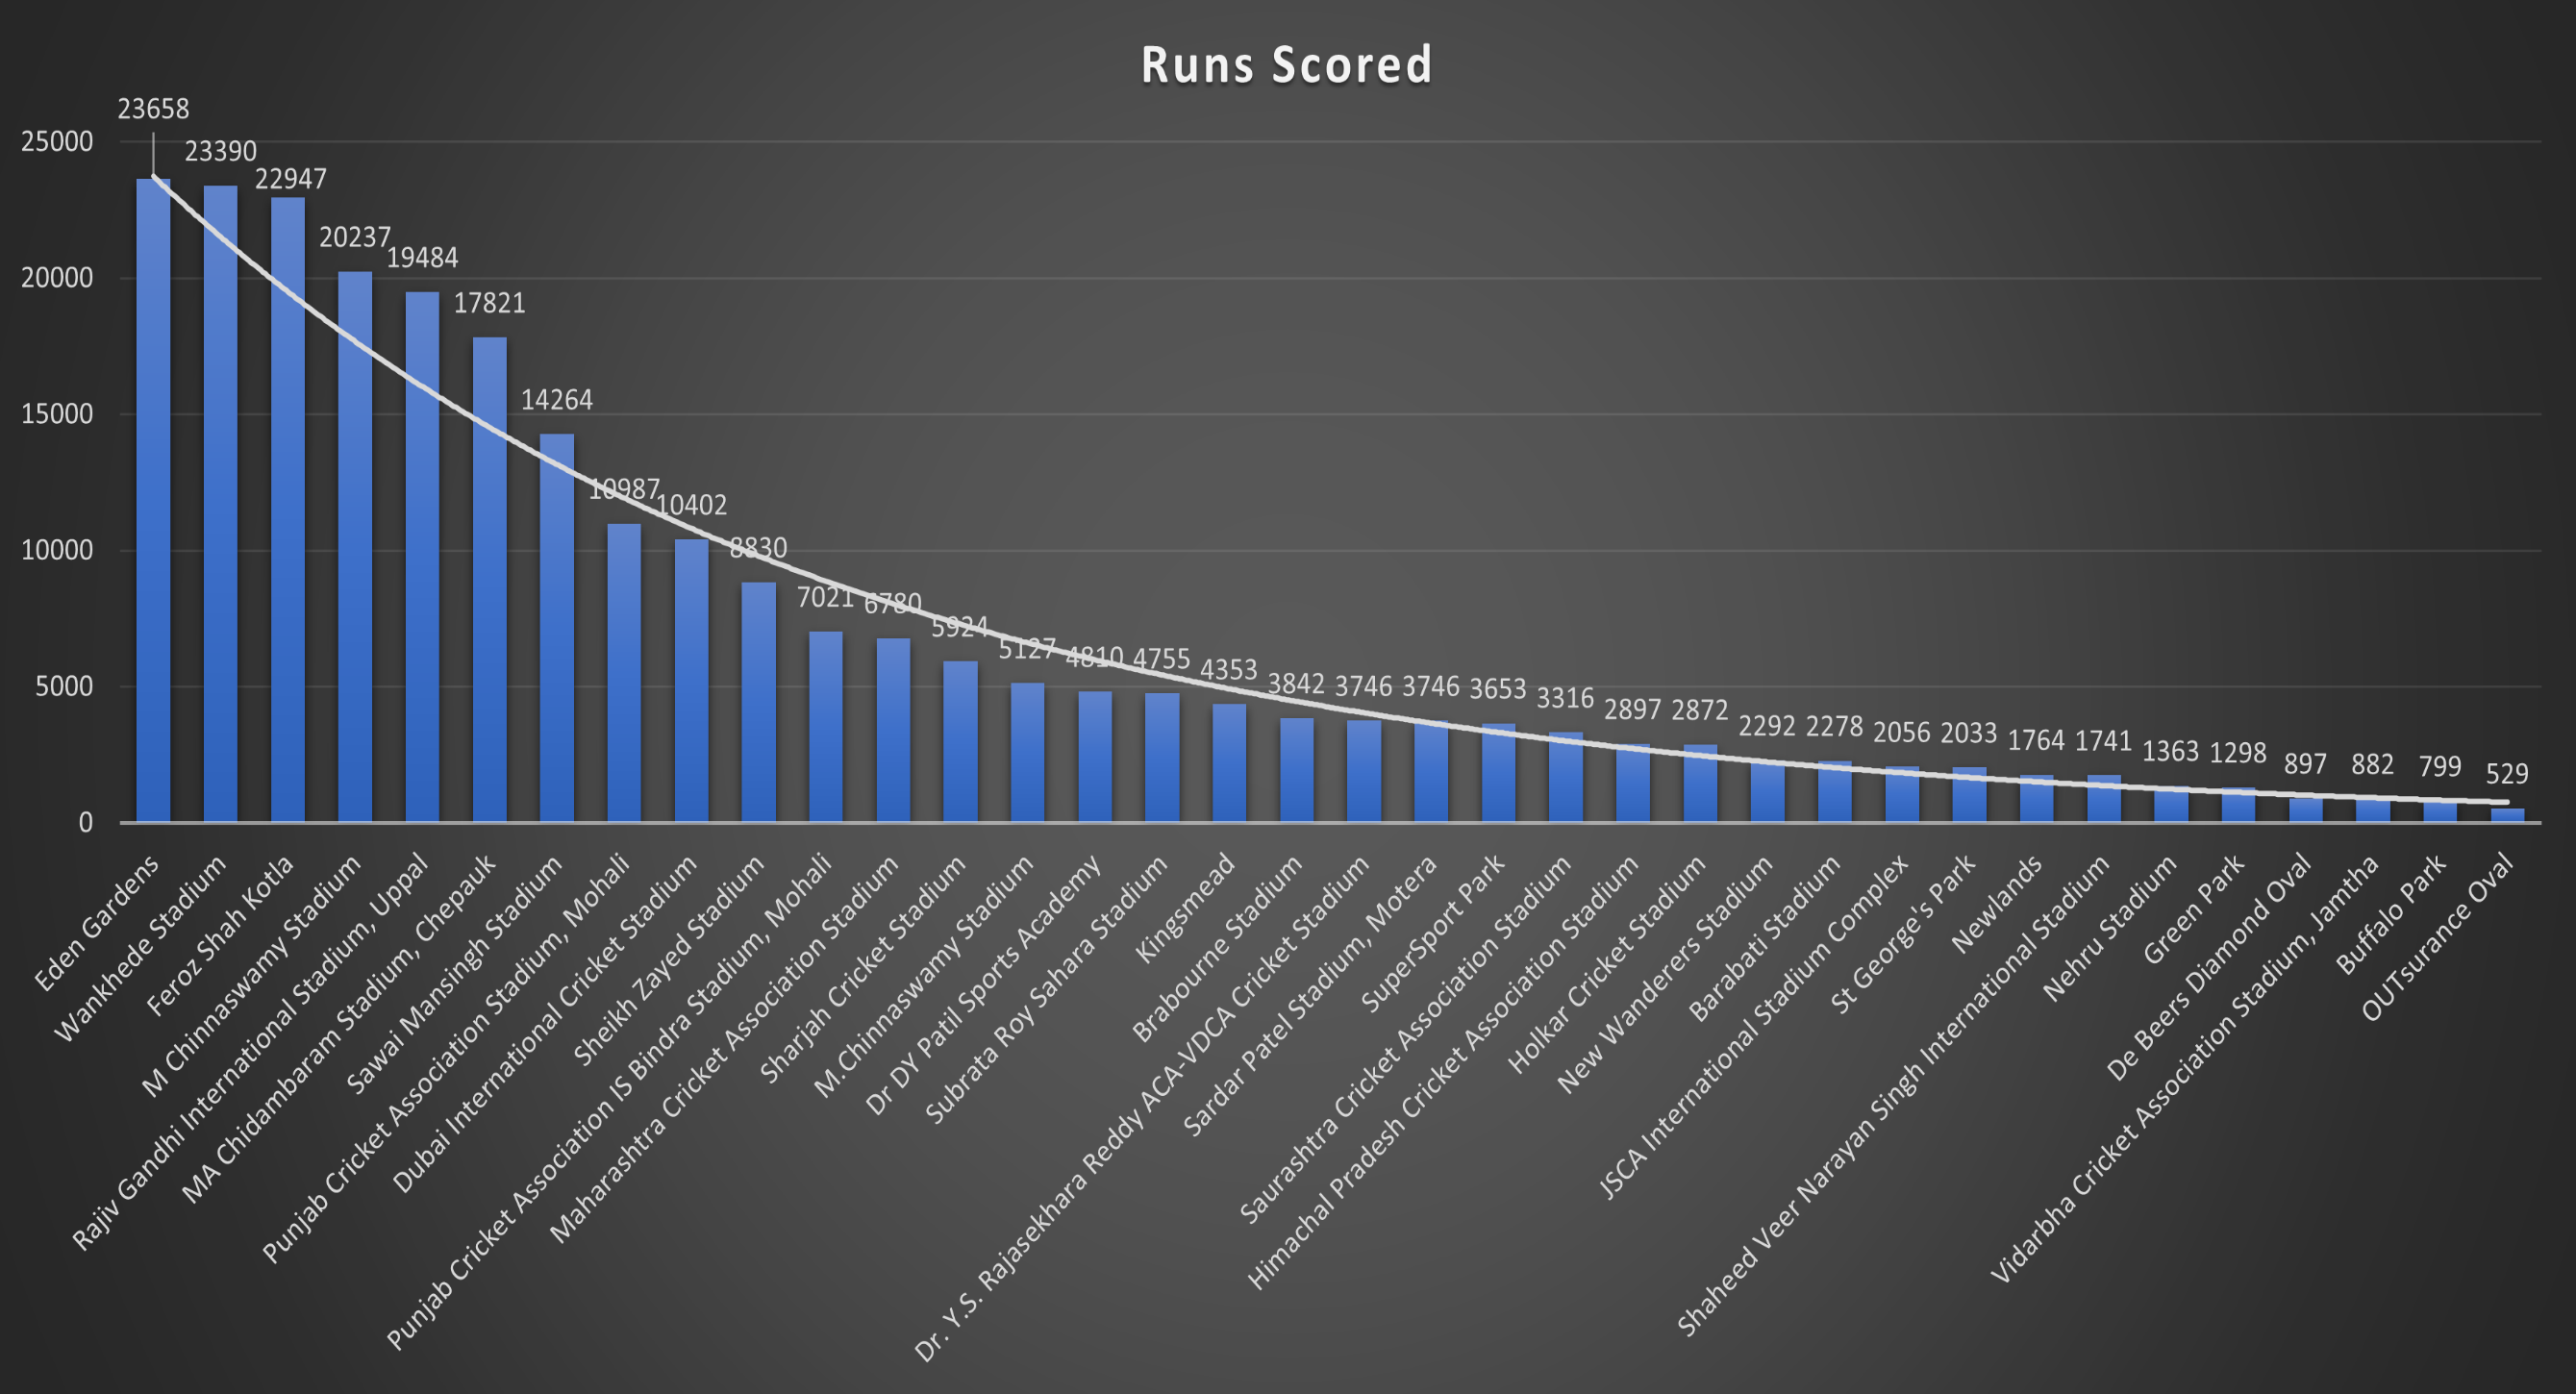 Runs Scored
25000
20000
15000
10000
5000
0
23658
23390
22947
20237
19484
17821
14264
10987
10402
8830
7021
6780
5924
5127
4810
4755
4353
3842
3746
3746
3653
3316
2897
2872
2292
2278
2056
2033
1764
1741
1363
1298
897
882
799
529
Eden Gardens
Wankhede Stadium
Feroz Shah Kotla
M Chinnaswamy Stadium
Rajiv Gandhi International Stadium, Uppal
MA Chidambaram Stadium, Chepauk
Sawai Mansingh Stadium
Punjab Cricket Association Stadium, Mohali
Dubai International Cricket Stadium
Sheikh Zayed Stadium
Punjab Cricket Association IS Bindra Stadium, Mohali
Maharashtra Cricket Association Stadium
Sharjah Cricket Stadium
M.Chinnaswamy Stadium
Dr DY Patil Sports Academy
Subrata Roy Sahara Stadium
Kingsmead
Brabourne Stadium
Dr. Y.S. Rajasekhara Reddy ACA-VDCA Cricket Stadium
Sardar Patel Stadium, Motera
SuperSport Park
Saurashtra Cricket Association Stadium
Himachal Pradesh Cricket Association Stadium
Holkar Cricket Stadium
New Wanderers Stadium
Barabati Stadium
JSCA International Stadium Complex
St George's Park
Newlands
Shaheed Veer Narayan Singh International Stadium
Nehru Stadium
Green Park
De Beers Diamond Oval
Vidarbha Cricket Association Stadium, Jamtha
Buffalo Park
OUTsurance Oval